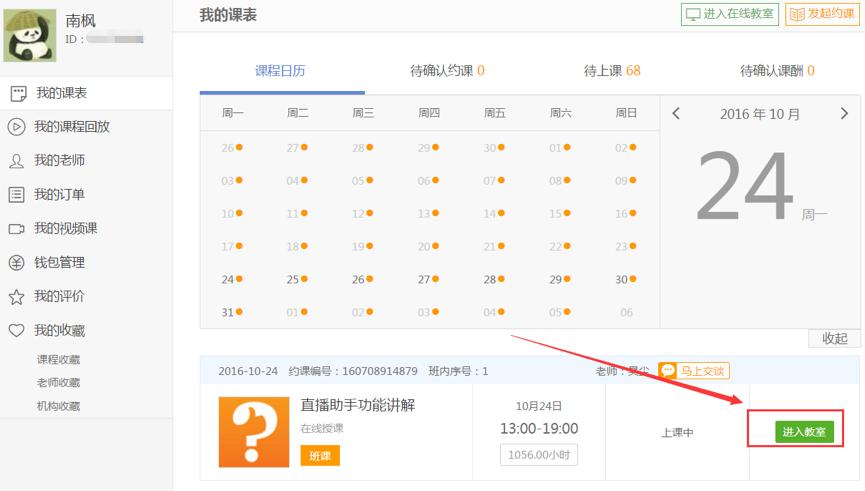 南枫
ID：
我的课表
我的课程回放
我的老师
我的订单
我的视频课
钱包管理
我的评价
我的收藏
课程收藏
老师收藏
机构收藏
我的课表
进入在线教室
发起约课
课程日历
待确认约课 0
待上课 68
待确认课酬 0
周一 周二 周三 周四 周五 周六 周日
26 27 28 29 30 01 02
03 04 05 06 07 08 09
10 11 12 13 14 15 16
17 18 19 20 21 22 23
24 25 26 27 28 29 30
31 01 02 03 04 05 06
2016 年 10 月
24 周一
收起
2016-10-24 约课编号：160708914879 班内序号：1
老师：
马上交谈
直播助手功能讲解
在线授课
班课
10月24日
13:00-19:00
1056.00小时
上课中
进入教室